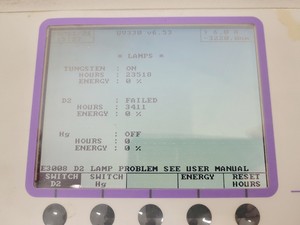 * LAMPS *
TUNGSTEN : ON
HOURS : 23518
ENERGY : 0 %
D2 : FAILED
HOURS : 3411
ENERGY : 0 %
Hg : OFF
HOURS : 0
ENERGY : 0 %
E3008 D2 LAMP PROBLEM SEE USER MANUAL
SWITCH D2
SWITCH Hg
ENERGY
RESET HOURS